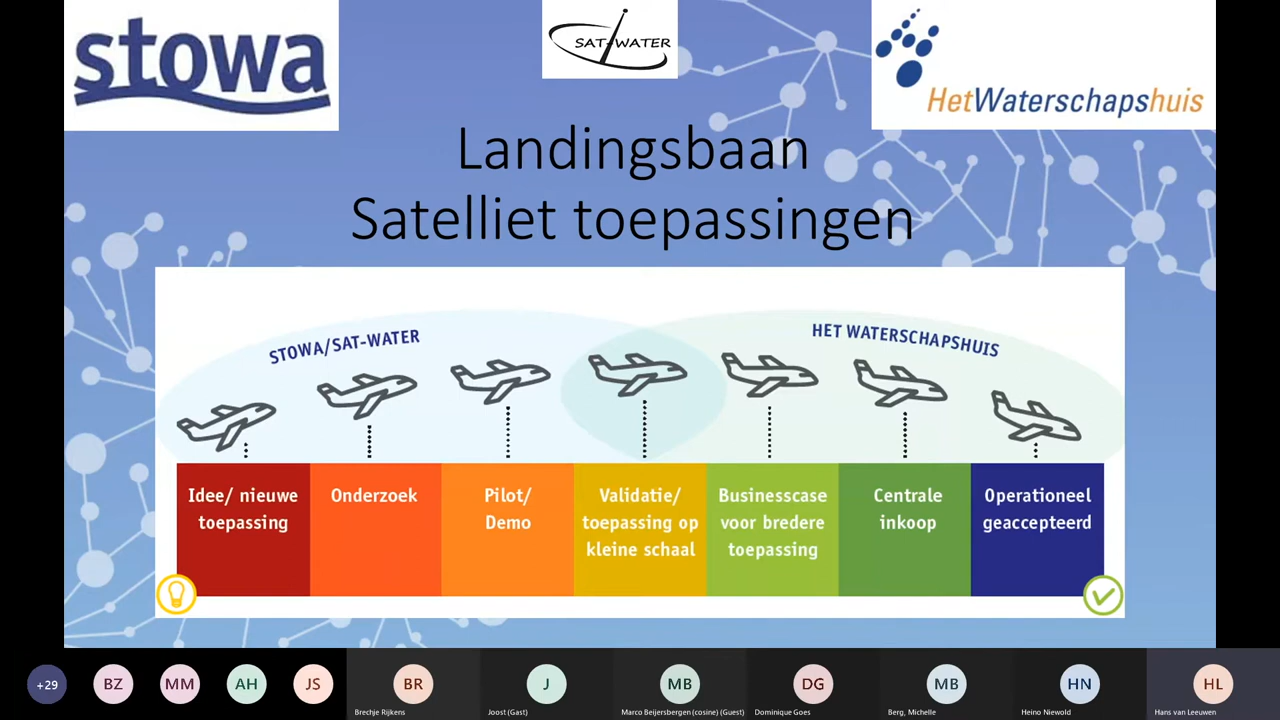 stowa
SAT-WATER
HetWaterschapshuis
Landingsbaan
Satelliet toepassingen
STOWA/SAT-WATER
HET WATERSCHAPSHUIS
Idee/ nieuwe
toepassing
Onderzoek
Pilot/
Demo
Validatie/
toepassing op
kleine schaal
Businesscase
voor bredere
toepassing
Centrale
inkoop
Operationeel
geaccepteerd
+29
BZ
MM
AH
JS
BR
Brechje Rijkens
J
Joost (Gast)
MB
Marco Beijersbergen (cosine) (Guest)
DG
Dominique Goes
MB
Berg, Michelle
HN
Heino Niewold
HL
Hans van Leeuwen